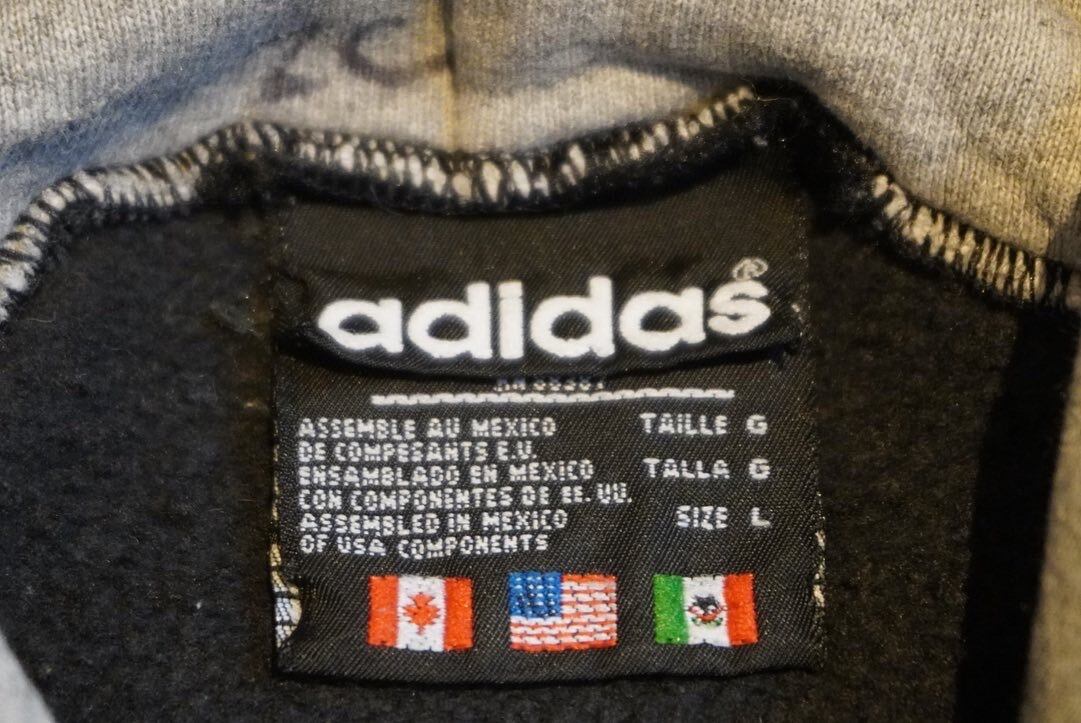 adidas®
ASSEMBLE AU MEXICO
DE COMPESANTS E.U.
ENSAMBLADO EN MEXICO
CON COMPONENTES DE EE. UU.
ASSEMBLED IN MEXICO
OF USA COMPONENTS
TAILLE G
TALLA G
SIZE L